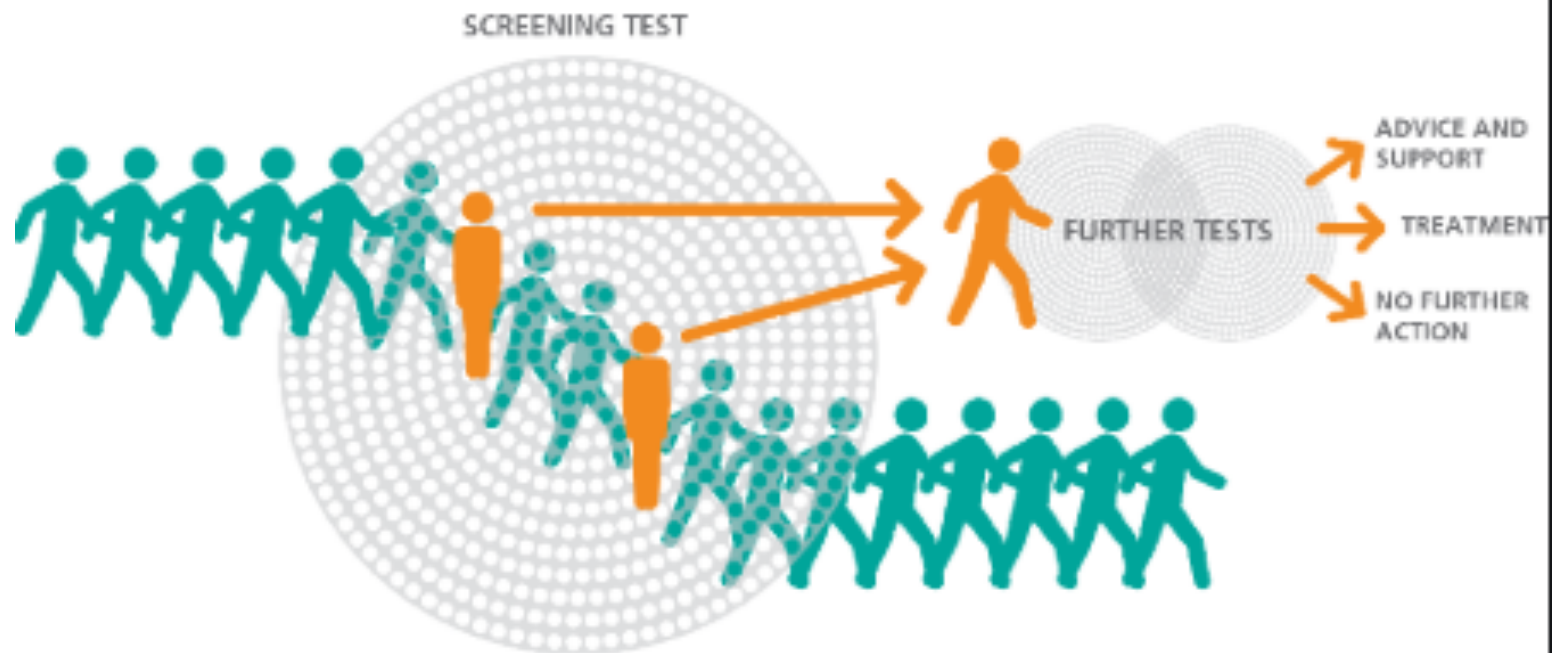 SCREENING TEST
ADVICE AND
SUPPORT
FURTHER TESTS
TREATMENT
NO FURTHER
ACTION